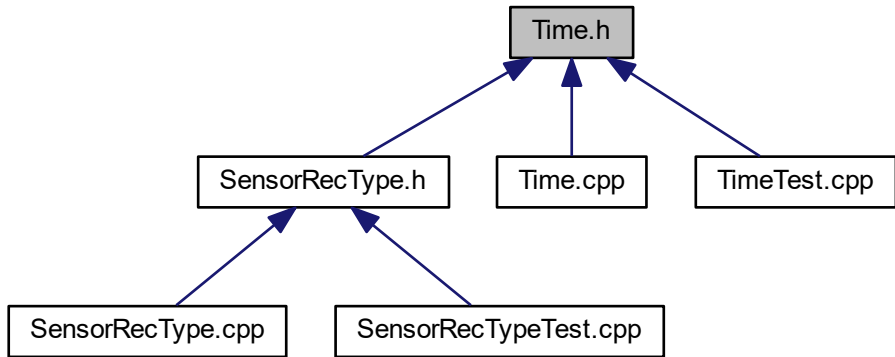 Time.h
SensorRecType.h
Time.cpp
TimeTest.cpp
SensorRecType.cpp
SensorRecTypeTest.cpp